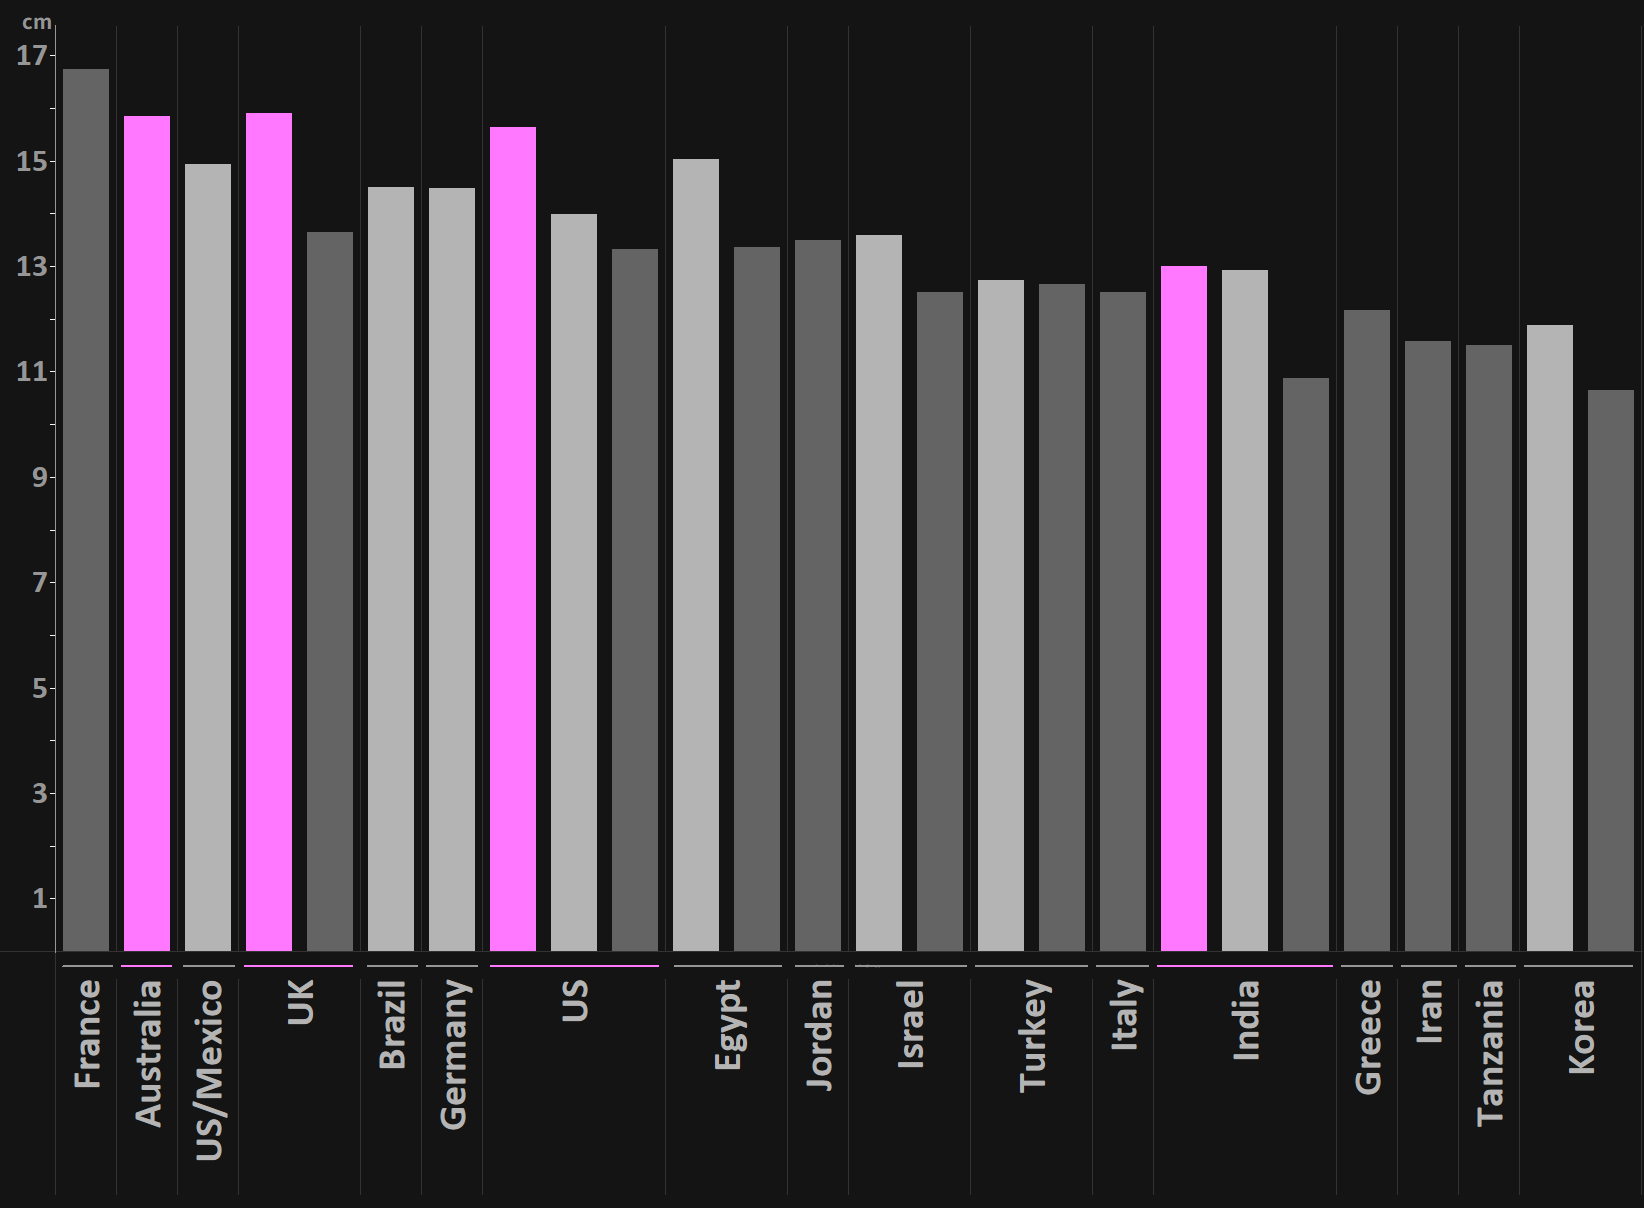 cm
17
15
13
11
9
7
5
3
1
France
Australia
US/Mexico
UK
Brazil
Germany
US
Egypt
Jordan
Israel
Turkey
Italy
India
Greece
Iran
Tanzania
Korea